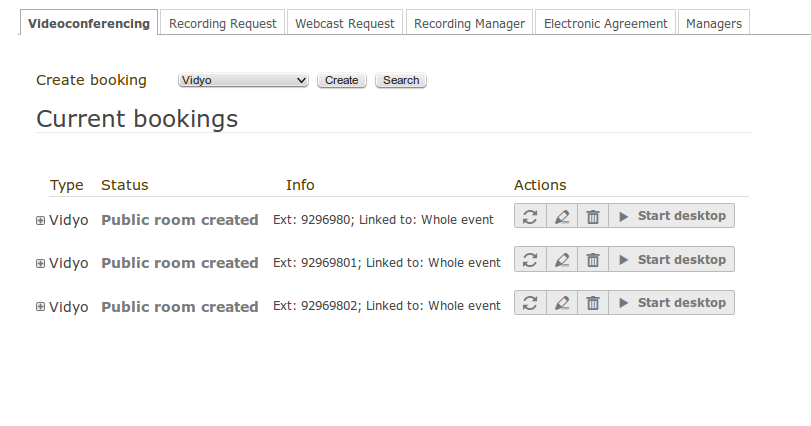 Videoconferencing Recording Request Webcast Request Recording Manager Electronic Agreement Managers
Create booking Vidyo Create Search
Current bookings
Type Status Info Actions
Vidyo Public room created Ext: 9296980; Linked to: Whole event Start desktop
Vidyo Public room created Ext: 92969801; Linked to: Whole event Start desktop
Vidyo Public room created Ext: 92969802; Linked to: Whole event Start desktop